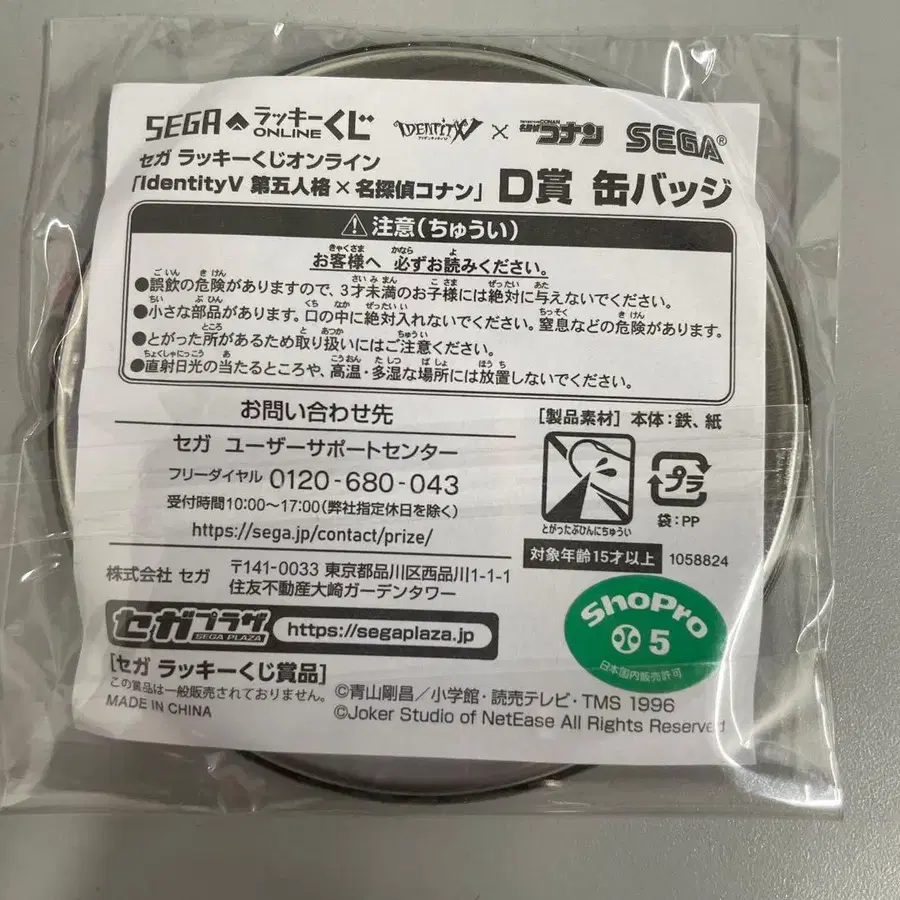 SEGA ラッキーくじ ONLINE IDENTITY V アイデンティティV × DETECTIVE CONAN 名探偵コナン SEGA®
セガ ラッキーくじオンライン
「IdentityV 第五人格×名探偵コナン」 D賞 缶バッジ
注意(ちゅうい)
お客様へ 必ずお読みください。
●誤飲の危険がありますので、3才未満のお子様には絶対に与えないでください。
●小さな部品があります。口の中に絶対入れないでください。窒息などの危険があります。
●とがった所があるため取り扱いにはご注意ください。
●直射日光の当たるところや、高温・多湿な場所には放置しないでください。
お問い合わせ先
セガ ユーザーサポートセンター
フリーダイヤル 0120-680-043
受付時間10:00~17:00(弊社指定休日を除く)
https://sega.jp/contact/prize/
[製品素材] 本体:鉄、紙
とがったぶひんにちゅうい
プラ
袋:PP
対象年齢15才以上 1058824
株式会社 セガ 〒141-0033 東京都品川区西品川1-1-1
住友不動産大崎ガーデンタワー
セガプラザ SEGA PLAZA https://segaplaza.jp
ShoPro
5
日本国内販売許可
[セガ ラッキーくじ賞品]
この賞品は一般販売されておりません。
MADE IN CHINA
©青山剛昌/小学館・読売テレビ・TMS 1996
©Joker Studio of NetEase All Rights Reserved